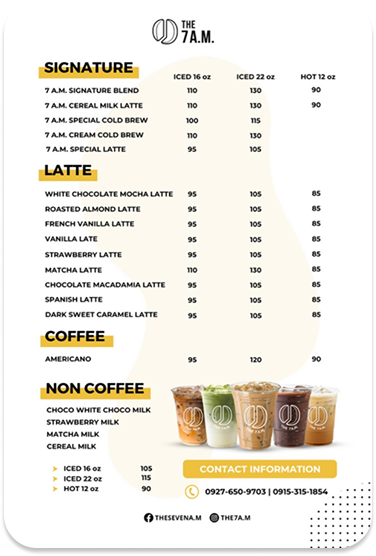 THE
7 A.M.
SIGNATURE ICED 16 oz ICED 22 oz HOT 12 oz
7 A.M. SIGNATURE BLEND 110 130 90
7 A.M. CEREAL MILK LATTE 110 130 90
7 A.M. SPECIAL COLD BREW 100 115
7 A.M. CREAM COLD BREW 110 130
7 A.M. SPECIAL LATTE 95 105
LATTE
WHITE CHOCOLATE MOCHA LATTE 95 105 85
ROASTED ALMOND LATTE 95 105 85
FRENCH VANILLA LATTE 95 105 85
VANILLA LATE 95 105 85
STRAWBERRY LATTE 95 105 85
MATCHA LATTE 110 130 85
CHOCOLATE MACADAMIA LATTE 95 105 85
SPANISH LATTE 95 105 85
DARK SWEET CARAMEL LATTE 95 105 85
COFFEE
AMERICANO 95 120 90
NON COFFEE
CHOCO WHITE CHOCO MILK
STRAWBERRY MILK
MATCHA MILK
CEREAL MILK
ICED 16 oz 105
ICED 22 oz 115
HOT 12 oz 90
CONTACT INFORMATION
0927-650-9703 | 0915-315-1854
THESEVENA.M THE7A.M